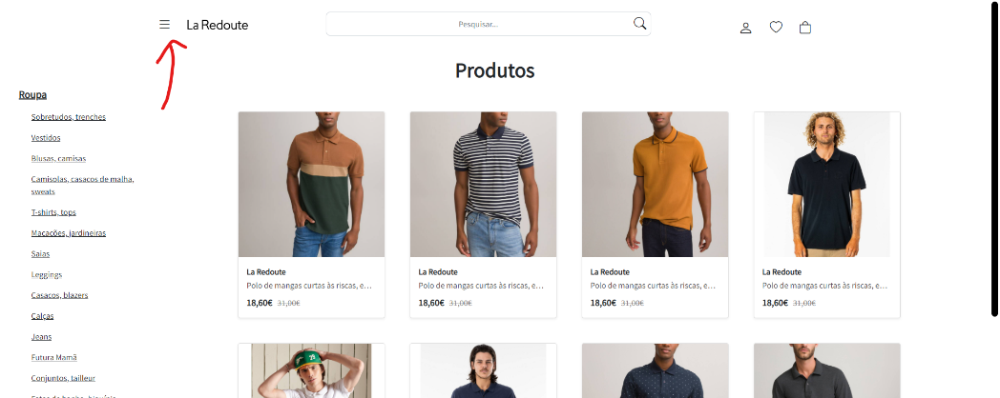 La Redoute
Pesquisar...
Produtos
Roupa
Sobretudos, trenches
Vestidos
Blusas, camisas
Camisolas, casacos de malha,
sweats
T-shirts, tops
Macacões, jardineiras
Saias
Leggings
Casacos, blazers
Calças
Jeans
Futura Mamã
Conjuntos, tailleur
La Redoute
Polo de mangas curtas às riscas, e...
18,60€ 31,00€
La Redoute
Polo de mangas curtas às riscas, e...
18,60€ 31,00€
La Redoute
Polo de mangas curtas às riscas, e...
18,60€ 31,00€
La Redoute
Polo de mangas curtas às riscas, e...
18,60€ 31,00€